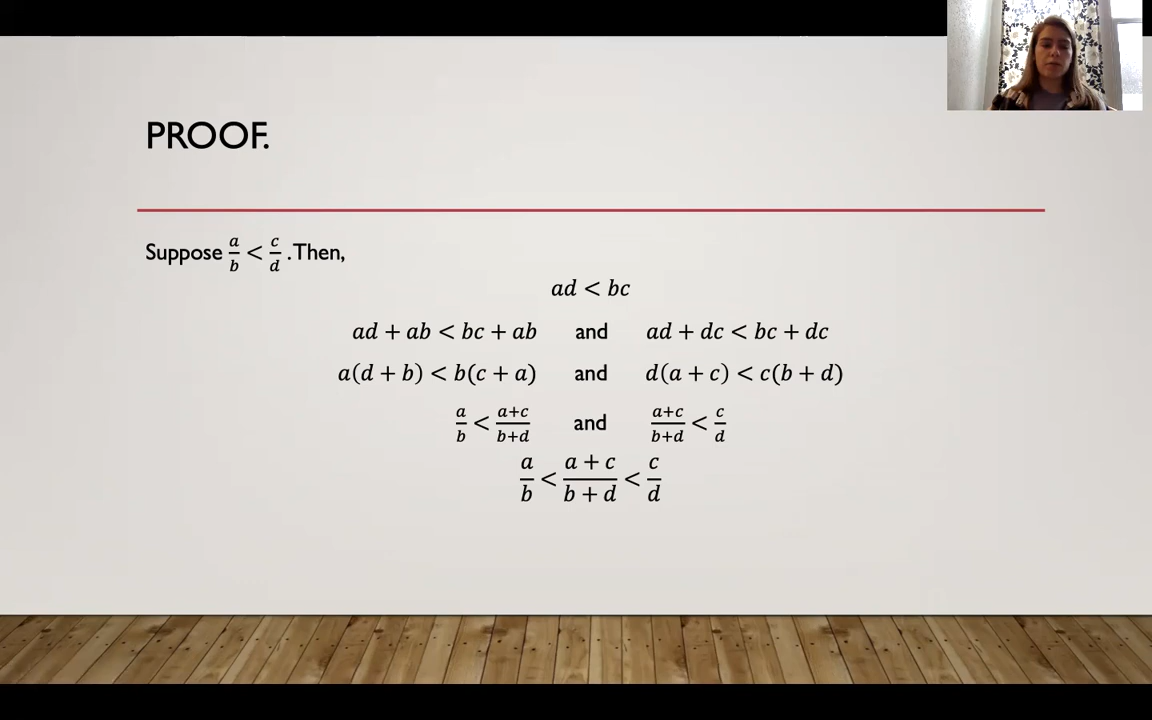 PROOF.
Suppose a/b < c/d . Then,
ad < bc
ad + ab < bc + ab and ad + dc < bc + dc
a(d + b) < b(c + a) and d(a + c) < c(b + d)
a/b < a+c/b+d and a+c/b+d < c/d
a/b < a + c/b + d < c/d